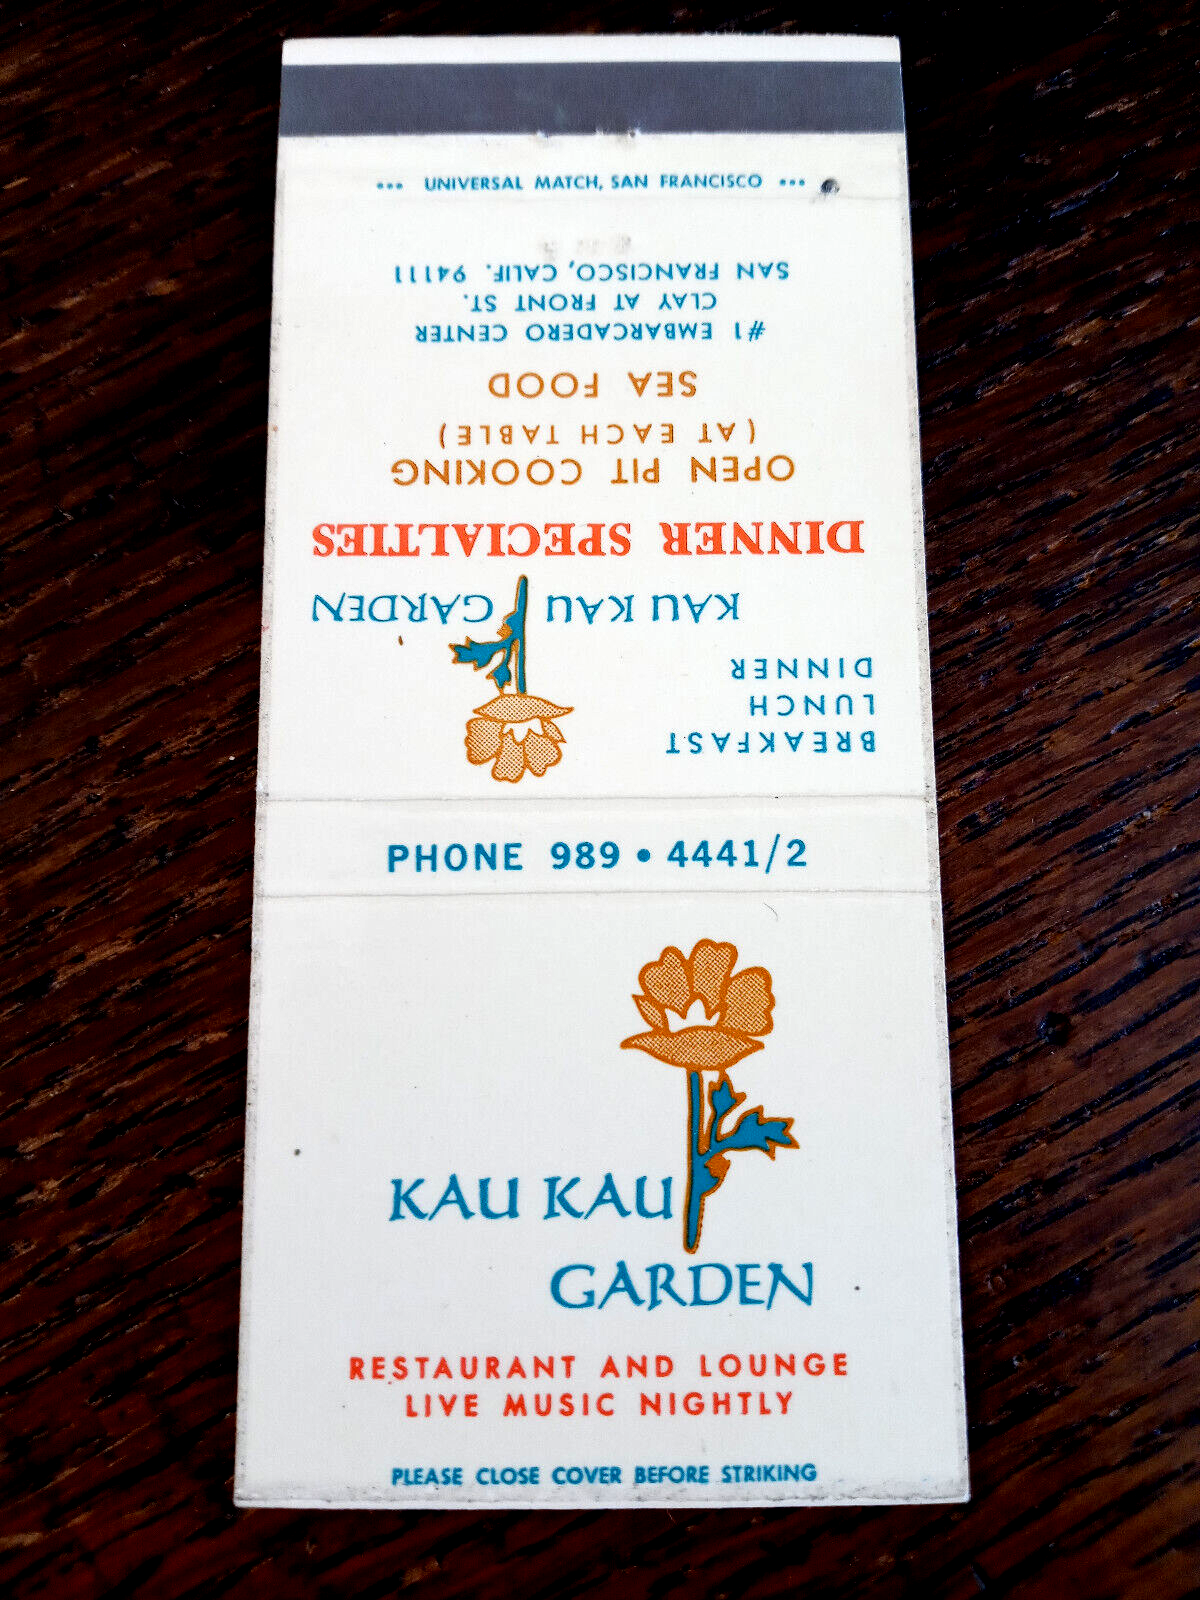 ••• UNIVERSAL MATCH, SAN FRANCISCO •••
BREAKFAST
LUNCH
DINNER
KAU KAU GARDEN
DINNER SPECIALTIES
OPEN PIT COOKING
(AT EACH TABLE)
SEA FOOD
#1 EMBARCADERO CENTER
CLAY AT FRONT ST.
SAN FRANCISCO, CALIF. 94111
PHONE 989 • 4441/2
KAU KAU
GARDEN
RESTAURANT AND LOUNGE
LIVE MUSIC NIGHTLY
PLEASE CLOSE COVER BEFORE STRIKING